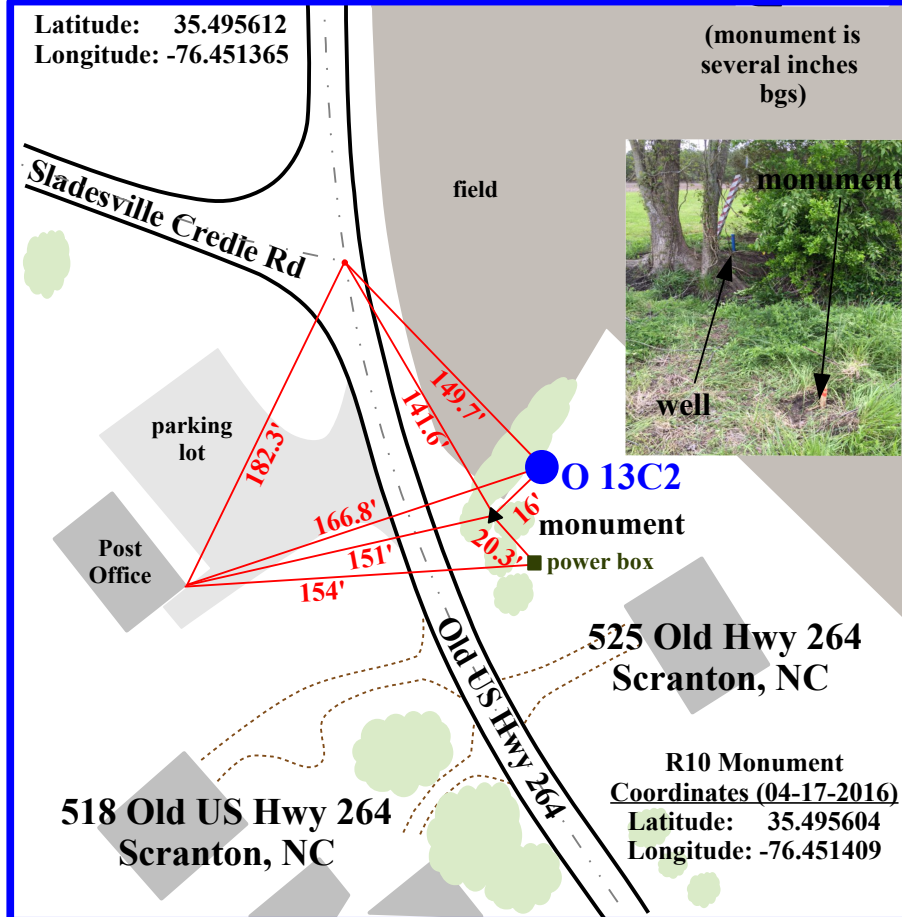 Latitude: 35.495612
Longitude: -76.451365
(monument is
several inches
bgs)
Sladesville Credle Rd
field
monument
well
149.7'
141.6'
182.3'
parking
lot
O 13C2
166.8'
16'
monument
Post
Office
151'
20.3'
power box
154'
Old US Hwy 264
525 Old Hwy 264
Scranton, NC
518 Old US Hwy 264
Scranton, NC
R10 Monument
Coordinates (04-17-2016)
Latitude: 35.495604
Longitude: -76.451409